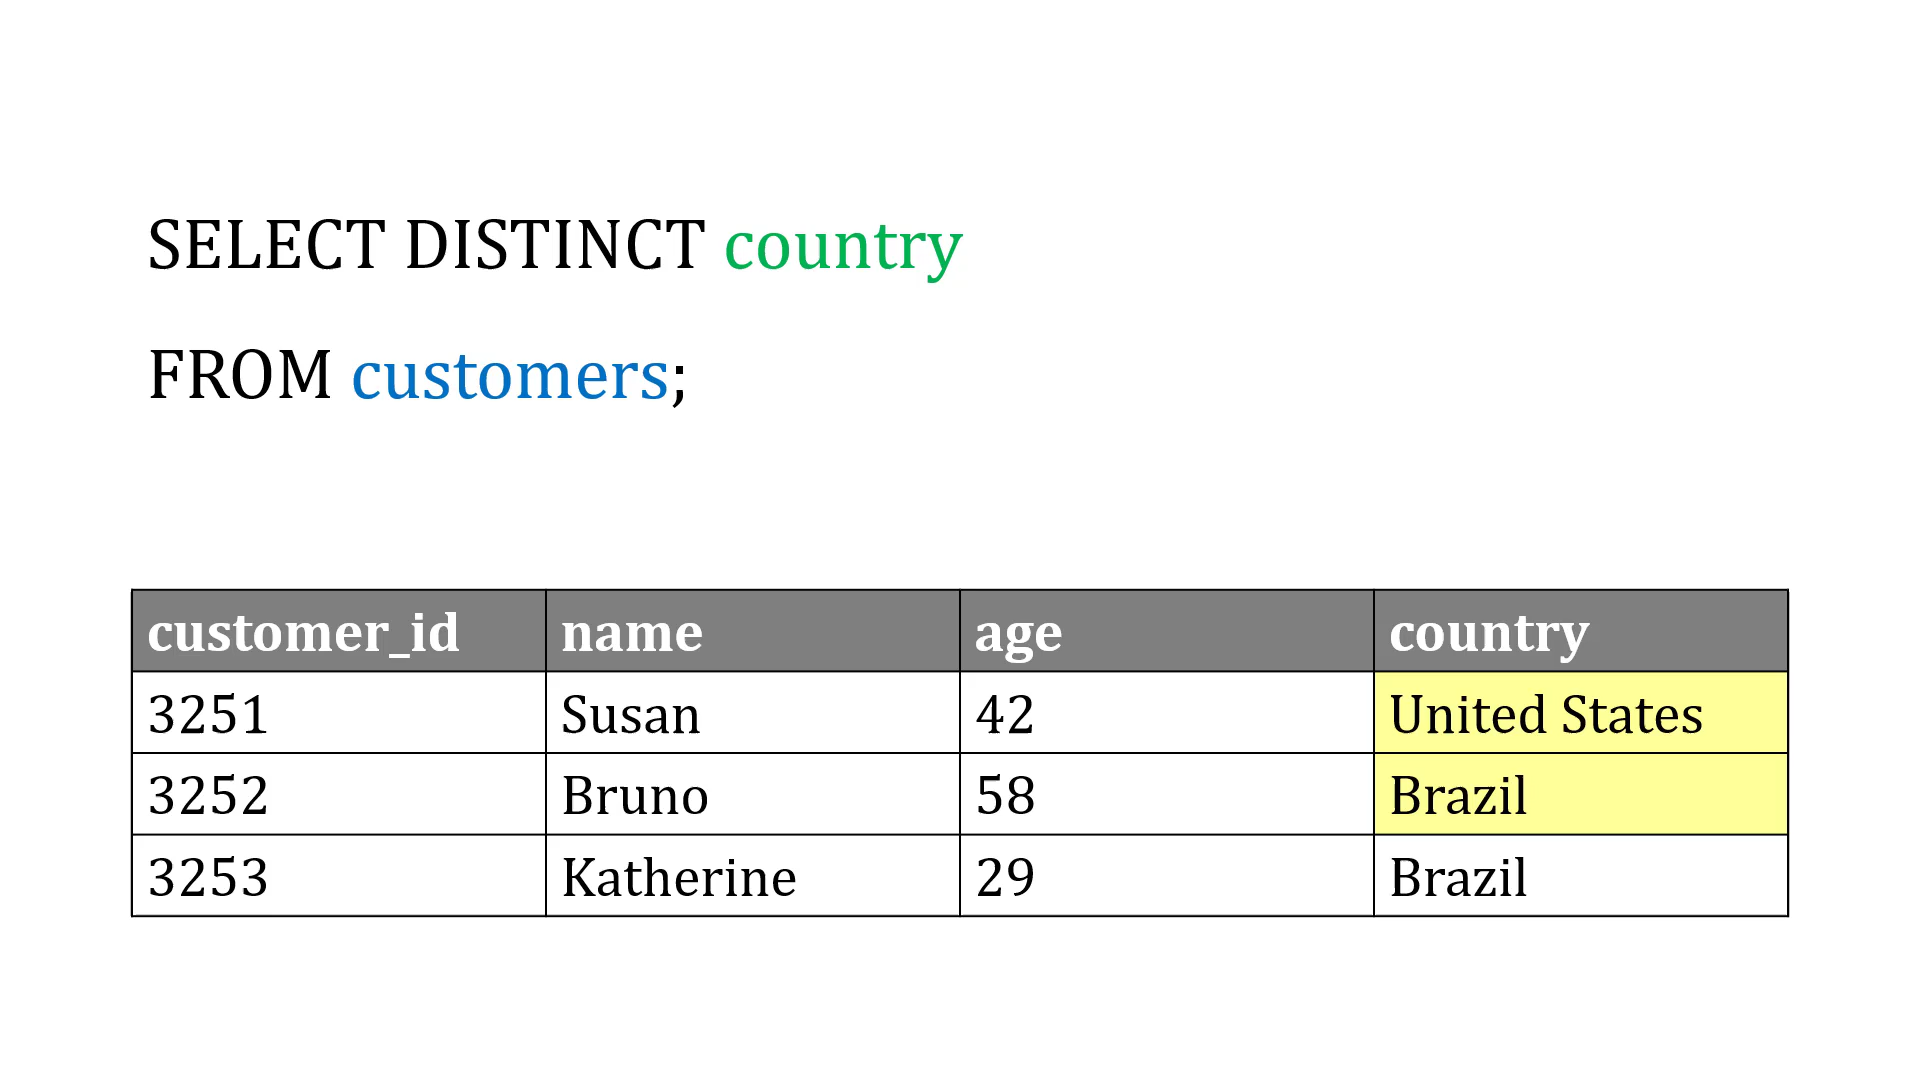 SELECT DISTINCT country
FROM customers;
customer_id name age country
3251 Susan 42 United States
3252 Bruno 58 Brazil
3253 Katherine 29 Brazil